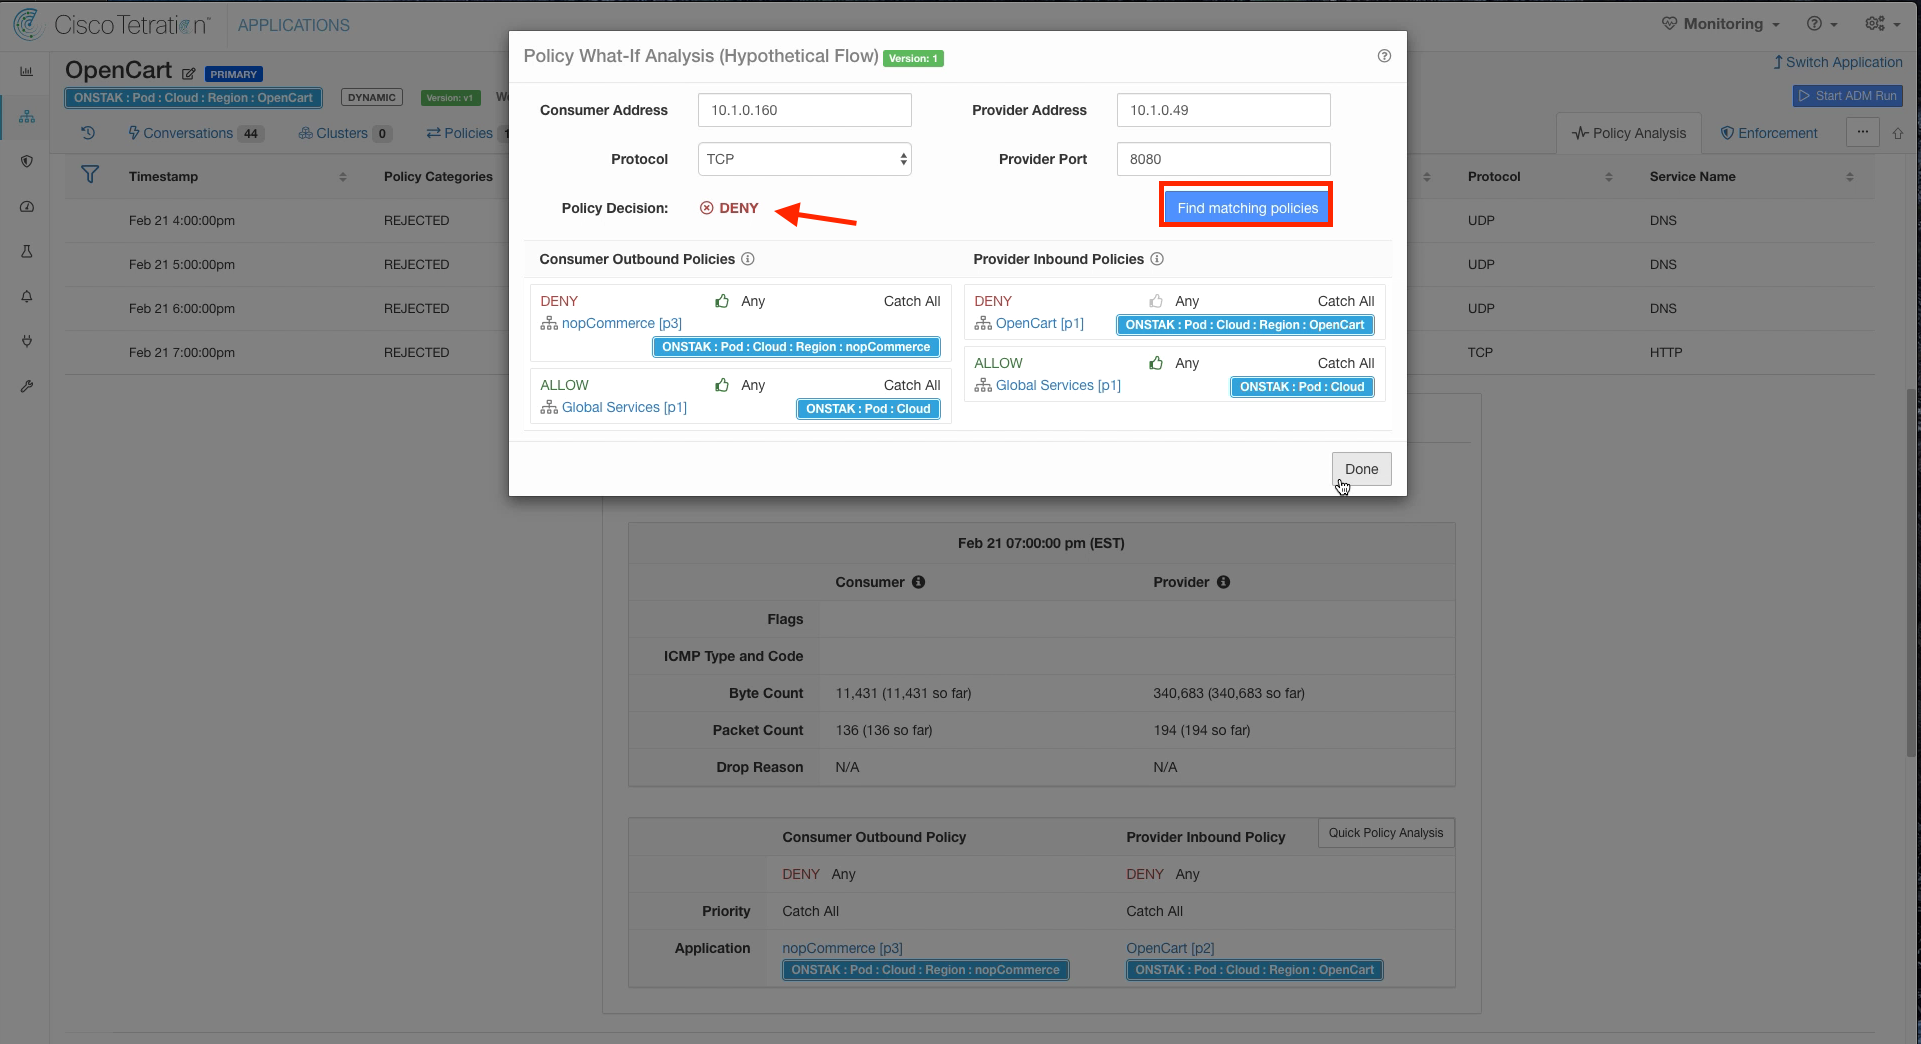 Cisco Tetration™ APPLICATIONS
Monitoring
OpenCart PRIMARY
Switch Application
ONSTAK : Pod : Cloud : Region : OpenCart DYNAMIC Version: v1
Start ADM Run
Conversations 44 Clusters 0 Policies 1
Policy Analysis Enforcement ...
Timestamp Policy Categories Protocol Service Name
Feb 21 4:00:00pm REJECTED UDP DNS
Feb 21 5:00:00pm REJECTED UDP DNS
Feb 21 6:00:00pm REJECTED UDP DNS
Feb 21 7:00:00pm REJECTED TCP HTTP
Policy What-If Analysis (Hypothetical Flow) Version: 1
Consumer Address 10.1.0.160 Provider Address 10.1.0.49
Protocol TCP Provider Port 8080
Policy Decision: DENY Find matching policies
Consumer Outbound Policies
DENY Any Catch All
nopCommerce [p3]
ONSTAK : Pod : Cloud : Region : nopCommerce
ALLOW Any Catch All
Global Services [p1] ONSTAK : Pod : Cloud
Provider Inbound Policies
DENY Any Catch All
OpenCart [p1] ONSTAK : Pod : Cloud : Region : OpenCart
ALLOW Any Catch All
Global Services [p1] ONSTAK : Pod : Cloud
Done
Feb 21 07:00:00 pm (EST)
Consumer Provider
Flags
ICMP Type and Code
Byte Count 11,431 (11,431 so far) 340,683 (340,683 so far)
Packet Count 136 (136 so far) 194 (194 so far)
Drop Reason N/A N/A
Consumer Outbound Policy Provider Inbound Policy Quick Policy Analysis
DENY Any DENY Any
Priority Catch All Catch All
Application nopCommerce [p3] OpenCart [p2]
ONSTAK : Pod : Cloud : Region : nopCommerce ONSTAK : Pod : Cloud : Region : OpenCart